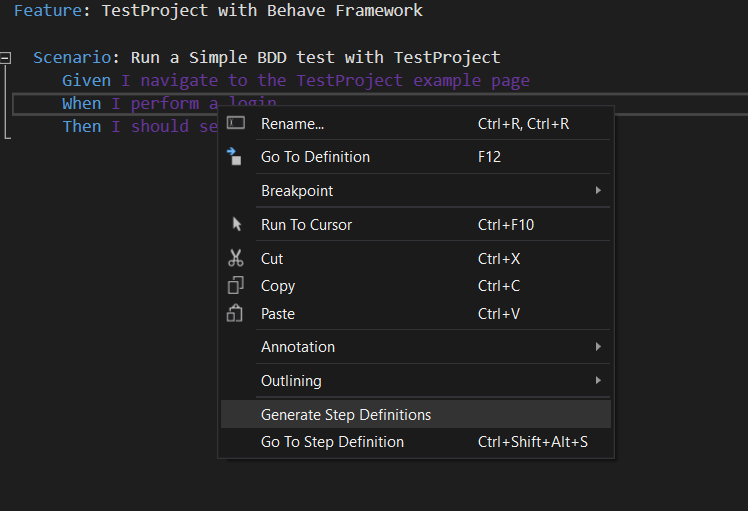 Feature: TestProject with Behave Framework
Scenario: Run a Simple BDD test with TestProject
Given I navigate to the TestProject example page
When I perform a login
Then I should se
Rename... Ctrl+R, Ctrl+R
Go To Definition F12
Breakpoint
Run To Cursor Ctrl+F10
Cut Ctrl+X
Copy Ctrl+C
Paste Ctrl+V
Annotation
Outlining
Generate Step Definitions
Go To Step Definition Ctrl+Shift+Alt+S